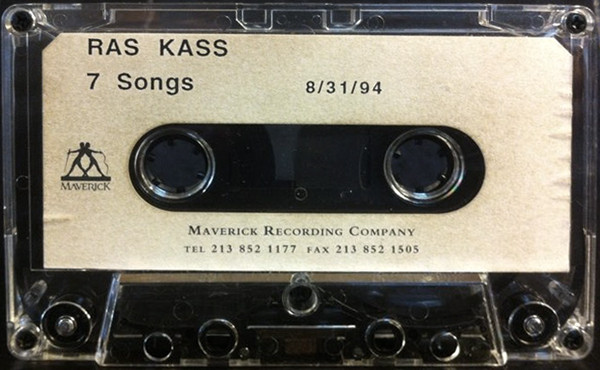 RAS KASS
7 Songs
8/31/94
MAVERICK
MAVERICK RECORDING COMPANY
TEL 213 852 1177 FAX 213 852 1505